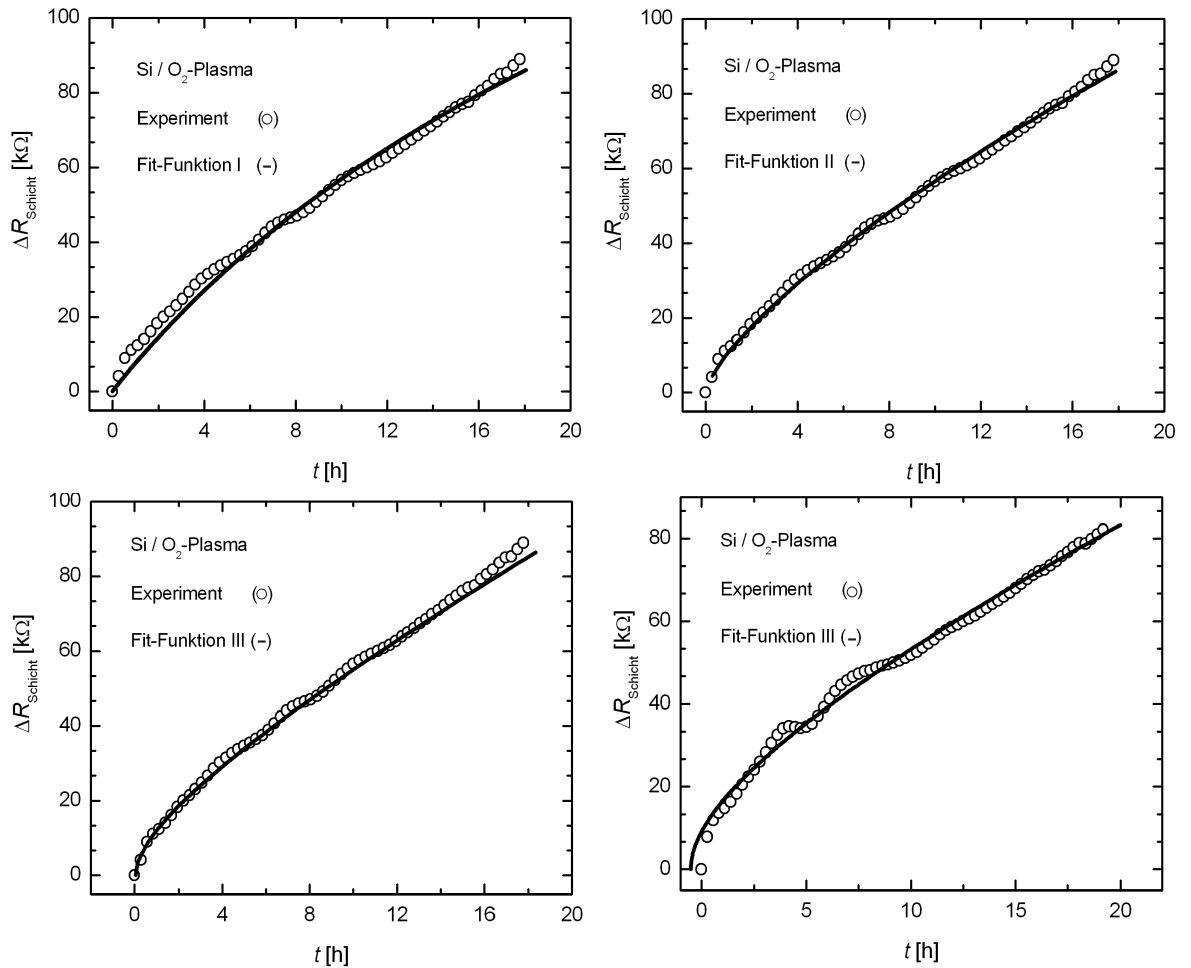 100
80
60
40
20
0
ΔR_Schicht [kΩ]
Si / O₂-Plasma
Experiment (○)
Fit-Funktion I (–)
0 4 8 12 16 20
t [h]
100
80
60
40
20
0
ΔR_Schicht [kΩ]
Si / O₂-Plasma
Experiment (○)
Fit-Funktion II (–)
0 4 8 12 16 20
t [h]
100
80
60
40
20
0
ΔR_Schicht [kΩ]
Si / O₂-Plasma
Experiment (○)
Fit-Funktion III (–)
0 4 8 12 16 20
t [h]
80
60
40
20
0
ΔR_Schicht [kΩ]
Si / O₂-Plasma
Experiment (○)
Fit-Funktion III (–)
0 5 10 15 20
t [h]